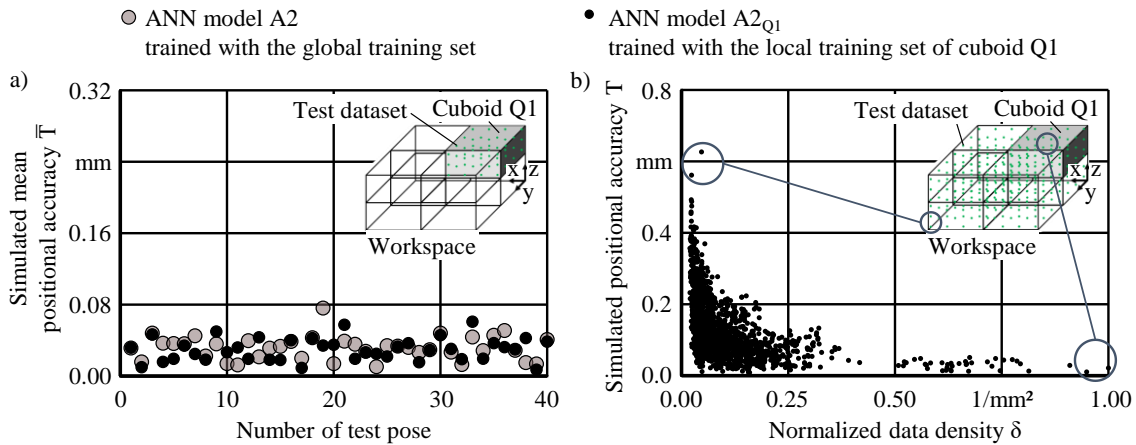 ANN model A2
trained with the global training set
ANN model A2Q1
trained with the local training set of cuboid Q1
a)
Simulated mean
positional accuracy T̅
0.32
mm
0.16
0.08
0.00
0
10
20
30
40
Number of test pose
Test dataset
Cuboid Q1
x
z
y
Workspace
b)
Simulated positional accuracy T
0.8
mm
0.4
0.2
0.0
0.00
0.25
0.50
1/mm²
1.00
Normalized data density δ
Test dataset
Cuboid Q1
x
z
y
Workspace